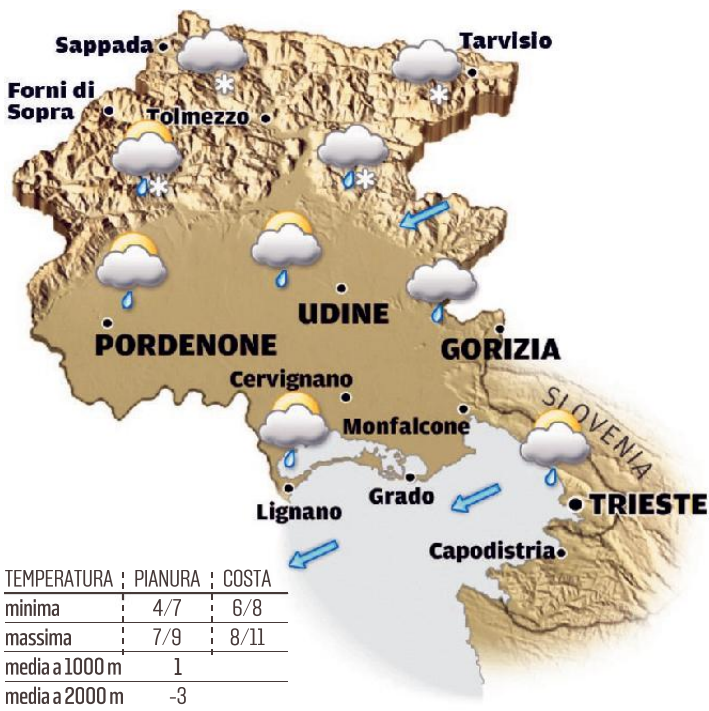 Sappada
Tarvisio
Forni di
Sopra
Tolmezzo
UDINE
PORDENONE
GORIZIA
Cervignano
SLOVENIA
Monfalcone
Grado
Lignano
TRIESTE
Capodistria
TEMPERATURA PIANURA COSTA
minima 4/7 6/8
massima 7/9 8/11
media a 1000 m 1
media a 2000 m -3